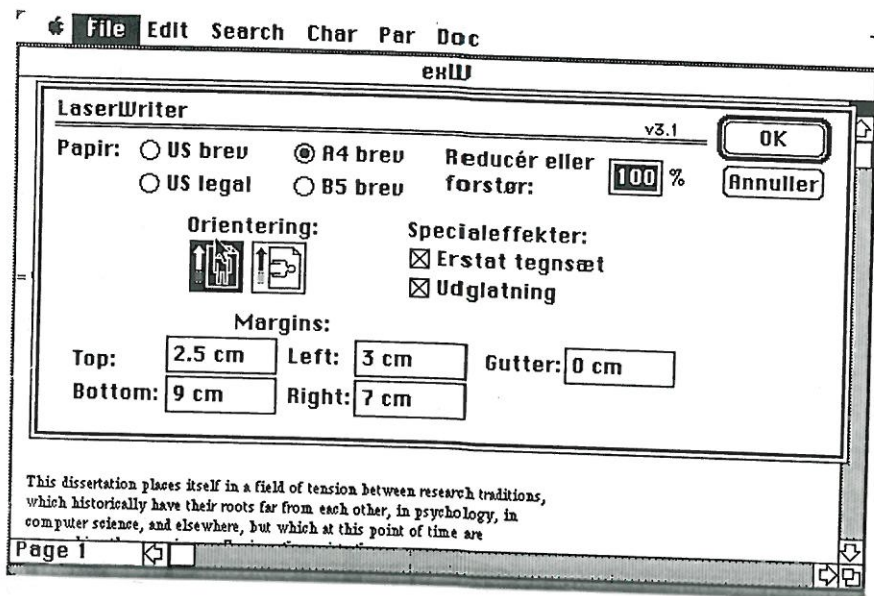 File Edit Search Char Par Doc
exW
LaserWriter v3.1 OK
Papir: US brev A4 brev Reducér eller 100 % Annuller
US legal B5 brev forstør:
Orientering: Specialeffekter:
Erstat tegnsæt
Udglatning
Margins:
Top: 2.5 cm Left: 3 cm Gutter: 0 cm
Bottom: 9 cm Right: 7 cm
This dissertation places itself in a field of tension between research traditions,
which historically have their roots far from each other, in psychology, in
computer science, and elsewhere, but which at this point of time are
Page 1